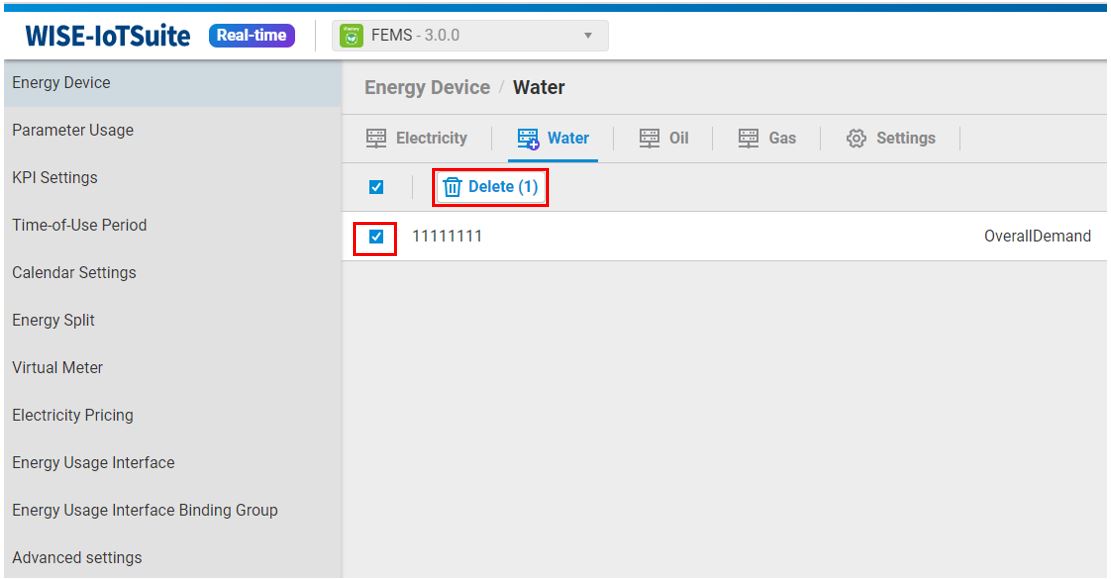 WISE-IoTSuite Real-time FEMS - 3.0.0
Energy Device
Parameter Usage
KPI Settings
Time-of-Use Period
Calendar Settings
Energy Split
Virtual Meter
Electricity Pricing
Energy Usage Interface
Energy Usage Interface Binding Group
Advanced settings
Energy Device / Water
Electricity Water Oil Gas Settings
Delete (1)
11111111 OverallDemand